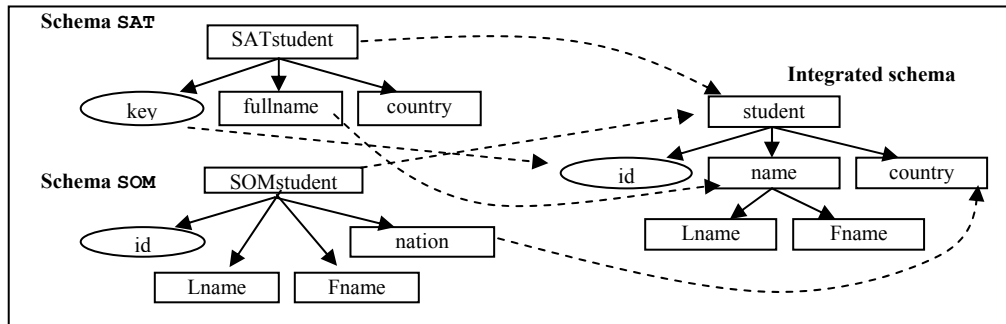 Schema SAT
SATstudent
key
fullname
country
Schema SOM
SOMstudent
id
nation
Lname
Fname
Integrated schema
student
id
name
country
Lname
Fname